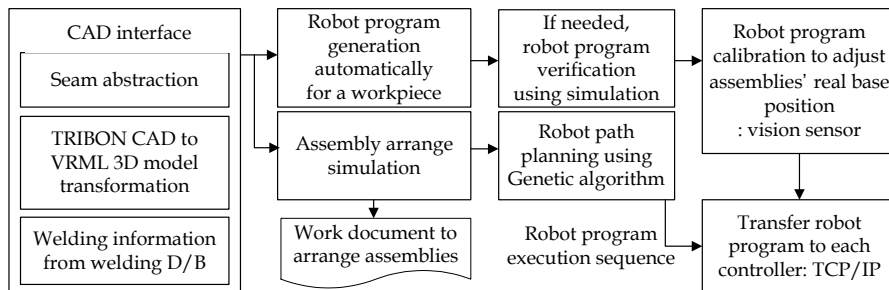 CAD interface
Seam abstraction
TRIBON CAD to
VRML 3D model
transformation
Welding information
from welding D/B
Robot program
generation
automatically
for a workpiece
If needed,
robot program
verification
using simulation
Robot program
calibration to adjust
assemblies' real base
position
: vision sensor
Assembly arrange
simulation
Robot path
planning using
Genetic algorithm
Work document to
arrange assemblies
Robot program
execution sequence
Transfer robot
program to each
controller: TCP/IP